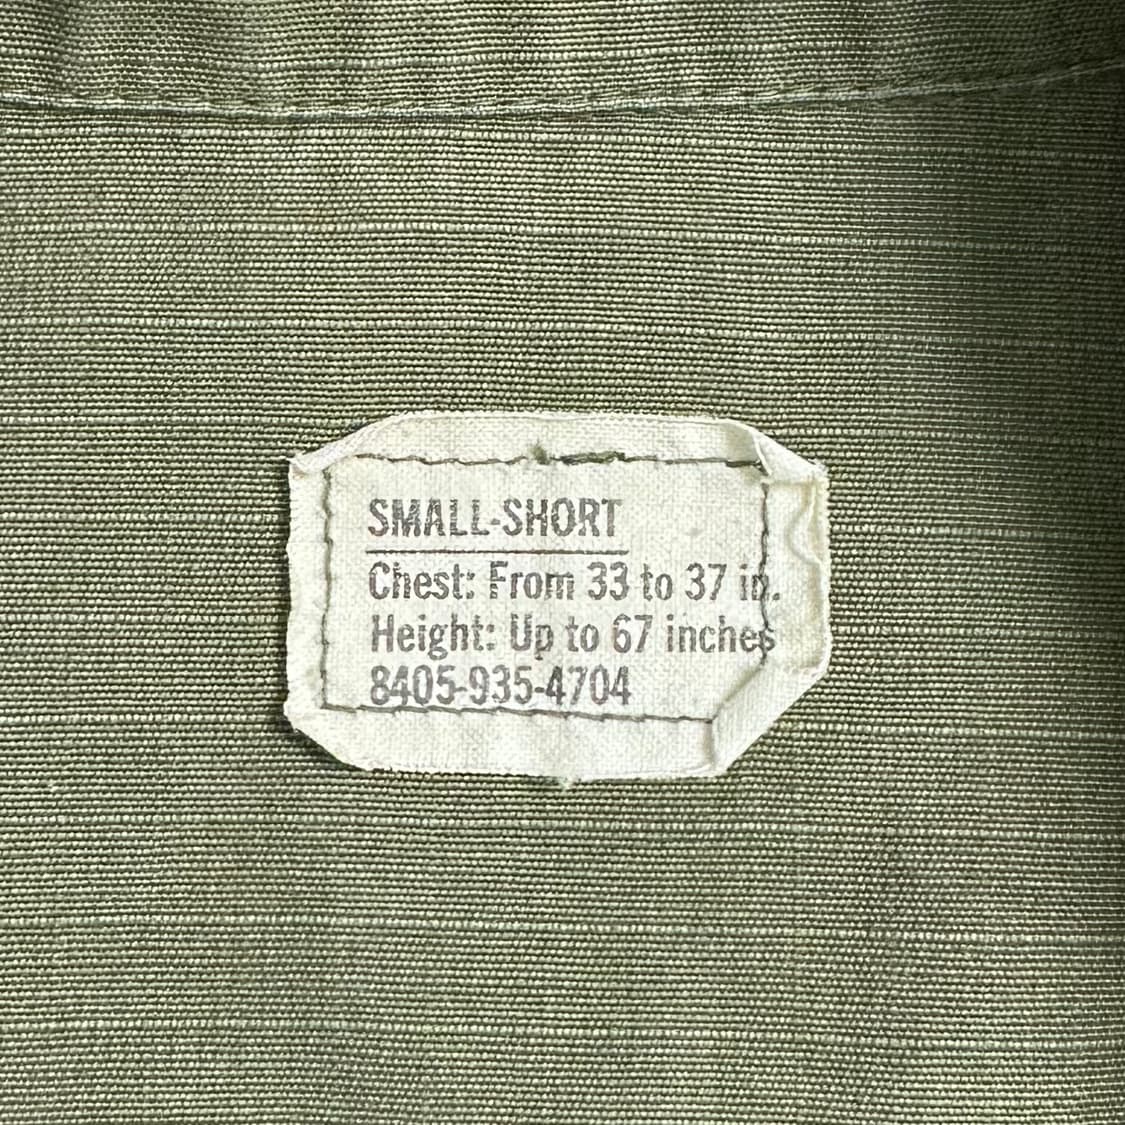 SMALL-SHORT
Chest: From 33 to 37 in.
Height: Up to 67 inches
8405-935-4704